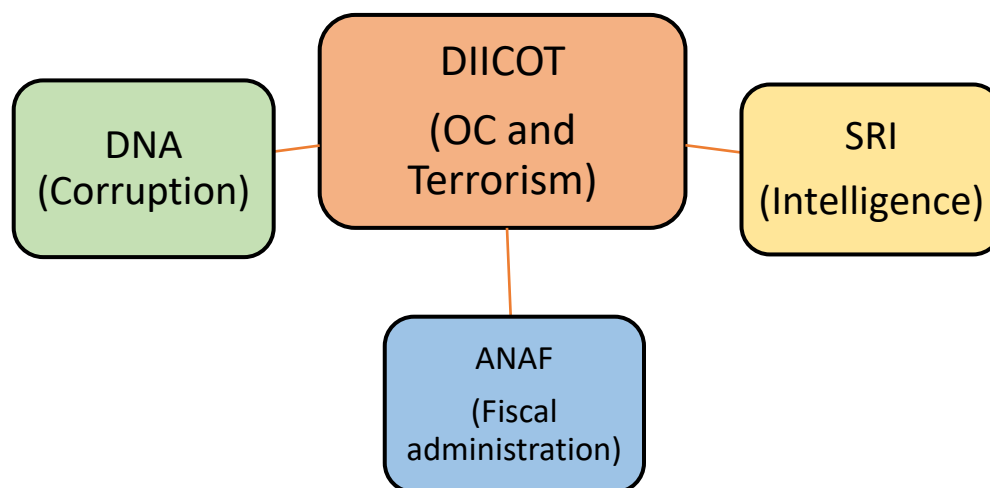 DIICOT
(OC and
Terrorism)
DNA
(Corruption)
SRI
(Intelligence)
ANAF
(Fiscal
administration)